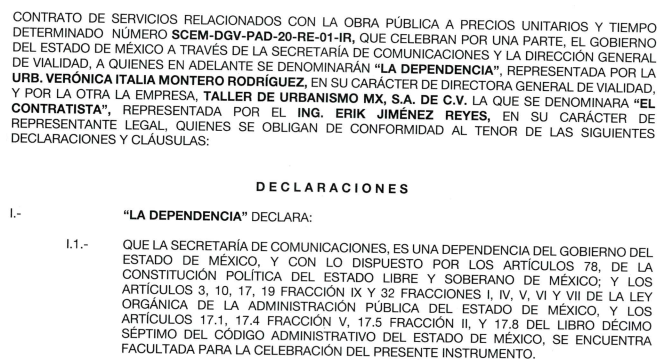 CONTRATO DE SERVICIOS RELACIONADOS CON LA OBRA PÚBLICA A PRECIOS UNITARIOS Y TIEMPO
DETERMINADO NÚMERO SCEM-DGV-PAD-20-RE-01-IR, QUE CELEBRAN POR UNA PARTE, EL GOBIERNO
DEL ESTADO DE MÉXICO A TRAVÉS DE LA SECRETARÍA DE COMUNICACIONES Y LA DIRECCIÓN GENERAL
DE VIALIDAD, A QUIENES EN ADELANTE SE DENOMINARÁN "LA DEPENDENCIA", REPRESENTADA POR LA
URB. VERÓNICA ITALIA MONTERO RODRÍGUEZ, EN SU CARÁCTER DE DIRECTORA GENERAL DE VIALIDAD,
Y POR LA OTRA LA EMPRESA, TALLER DE URBANISMO MX, S.A. DE C.V. LA QUE SE DENOMINARA "EL
CONTRATISTA", REPRESENTADA POR EL ING. ERIK JIMÉNEZ REYES, EN SU CARÁCTER DE
REPRESENTANTE LEGAL, QUIENES SE OBLIGAN DE CONFORMIDAD AL TENOR DE LAS SIGUIENTES
DECLARACIONES Y CLÁUSULAS:
DECLARACIONES
I.- "LA DEPENDENCIA" DECLARA:
I.1.- QUE LA SECRETARÍA DE COMUNICACIONES, ES UNA DEPENDENCIA DEL GOBIERNO DEL
ESTADO DE MÉXICO, Y CON LO DISPUESTO POR LOS ARTÍCULOS 78, DE LA
CONSTITUCIÓN POLÍTICA DEL ESTADO LIBRE Y SOBERANO DE MÉXICO; Y LOS
ARTÍCULOS 3, 10, 17, 19 FRACCIÓN IX Y 32 FRACCIONES I, IV, V, VI Y VII DE LA LEY
ORGÁNICA DE LA ADMINISTRACIÓN PÚBLICA DEL ESTADO DE MÉXICO, Y LOS
ARTÍCULOS 17.1, 17.4 FRACCIÓN V, 17.5 FRACCIÓN II, Y 17.8 DEL LIBRO DÉCIMO
SÉPTIMO DEL CÓDIGO ADMINISTRATIVO DEL ESTADO DE MÉXICO, SE ENCUENTRA
FACULTADA PARA LA CELEBRACIÓN DEL PRESENTE INSTRUMENTO.